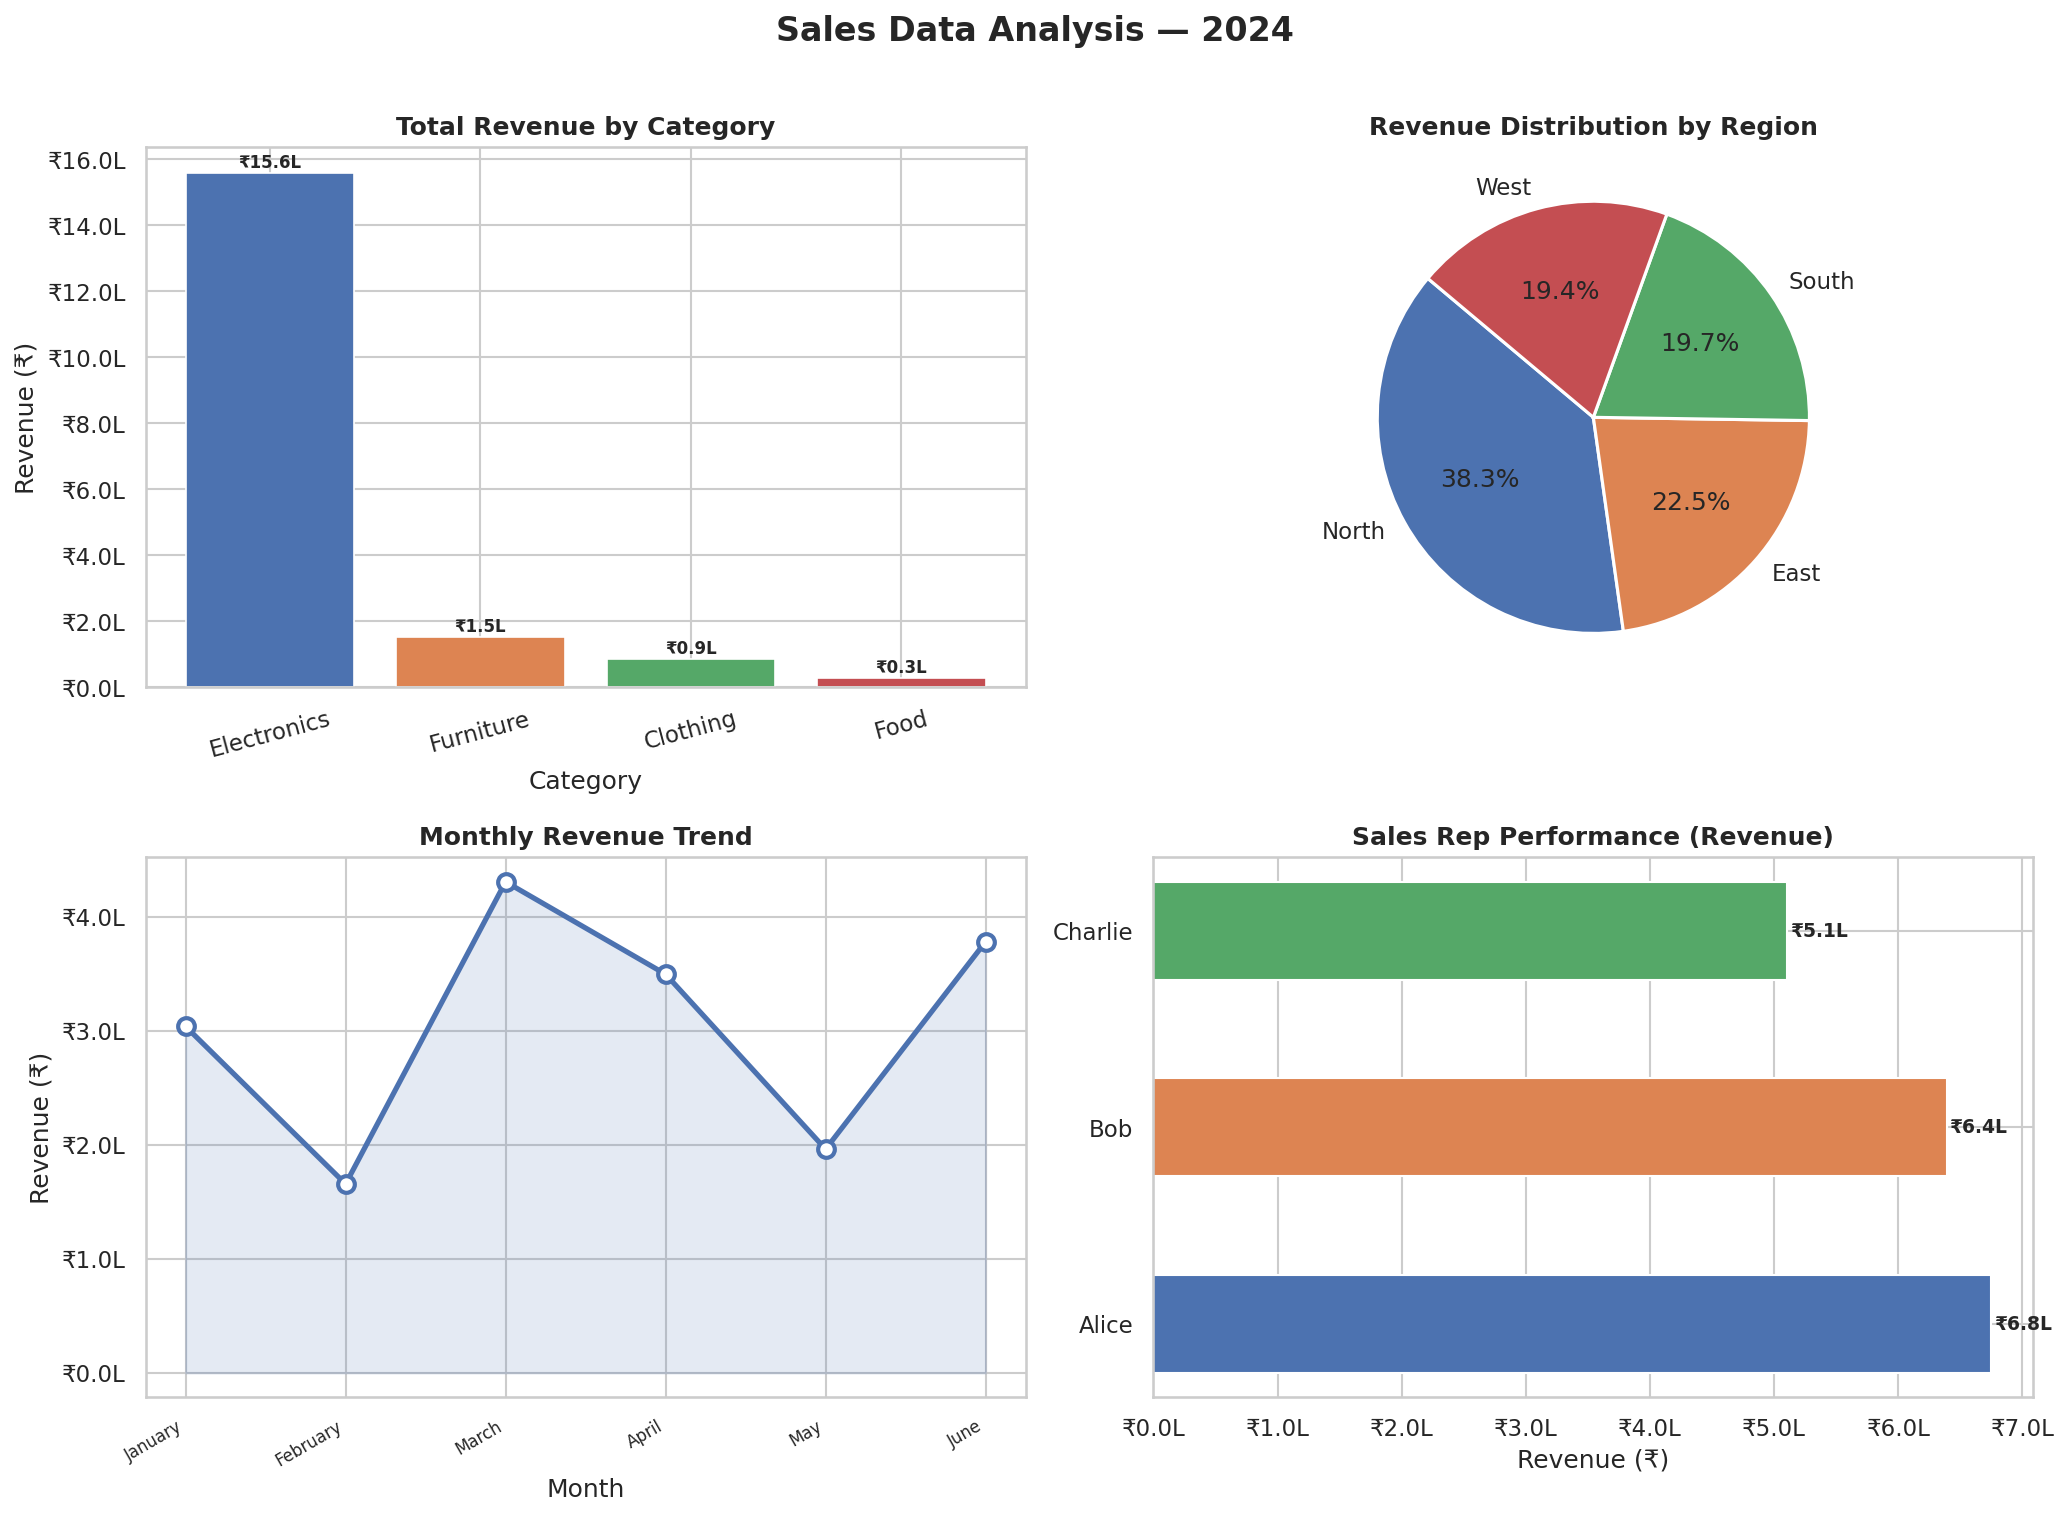 Sales Data Analysis — 2024
Total Revenue by Category
₹16.0L
₹14.0L
₹12.0L
₹10.0L
₹8.0L
₹6.0L
₹4.0L
₹2.0L
₹0.0L
Revenue (₹)
₹15.6L
₹1.5L
₹0.9L
₹0.3L
Electronics
Furniture
Clothing
Food
Category
Revenue Distribution by Region
West
South
North
East
19.4%
19.7%
38.3%
22.5%
Monthly Revenue Trend
₹4.0L
₹3.0L
₹2.0L
₹1.0L
₹0.0L
Revenue (₹)
January
February
March
April
May
June
Month
Sales Rep Performance (Revenue)
Charlie
₹5.1L
Bob
₹6.4L
Alice
₹6.8L
₹0.0L
₹1.0L
₹2.0L
₹3.0L
₹4.0L
₹5.0L
₹6.0L
₹7.0L
Revenue (₹)